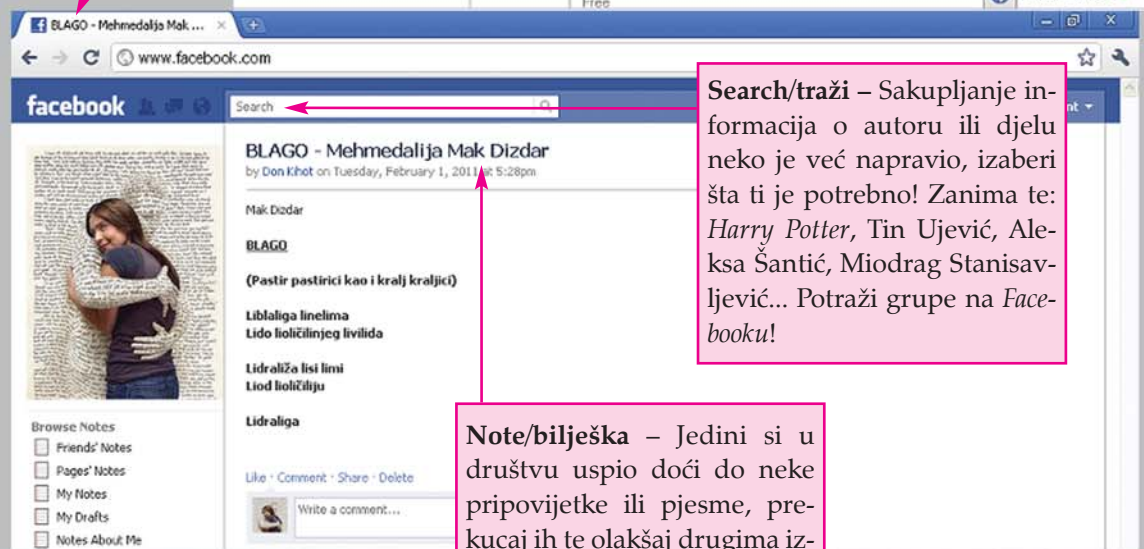 Free
BLAGO - Mehmedalija Mak ...
www.facebook.com
facebook
Search
BLAGO - Mehmedalija Mak Dizdar
by Don Kihot on Tuesday, February 1, 2011 at 5:28pm
Mak Dizdar
BLAGO
(Pastir pastirici kao i kralj kraljici)
Liblaliga linelima
Lido lioličilinjeg livilida
Lidraliža lisi limi
Liod lioličiliju
Lidraliga
Like · Comment · Share · Delete
Write a comment...
Browse Notes
Friends' Notes
Pages' Notes
My Notes
My Drafts
Notes About Me
Search/traži – Sakupljanje in-
formacija o autoru ili djelu
neko je već napravio, izaberi
šta ti je potrebno! Zanima te:
Harry Potter, Tin Ujević, Ale-
ksa Šantić, Miodrag Stanisav-
ljević... Potraži grupe na Face-
booku!
Note/bilješka – Jedini si u
društvu uspio doći do neke
pripovijetke ili pjesme, pre-
kucaj ih te olakšaj drugima iz-